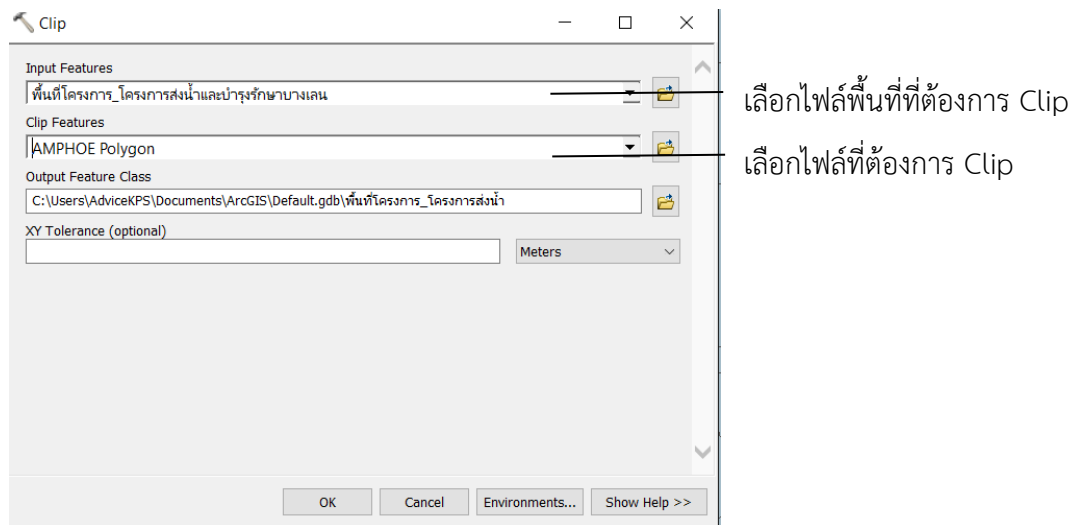 Clip
Input Features
พื้นที่โครงการ_โครงการส่งน้ำและบำรุงรักษาบางเลน
เลือกไฟล์พื้นที่ที่ต้องการ Clip
Clip Features
AMPHOE Polygon
เลือกไฟล์ที่ต้องการ Clip
Output Feature Class
C:\Users\AdviceKPS\Documents\ArcGIS\Default.gdb\พื้นที่โครงการ_โครงการส่งน้ำ
XY Tolerance (optional)
Meters
OK Cancel Environments... Show Help >>